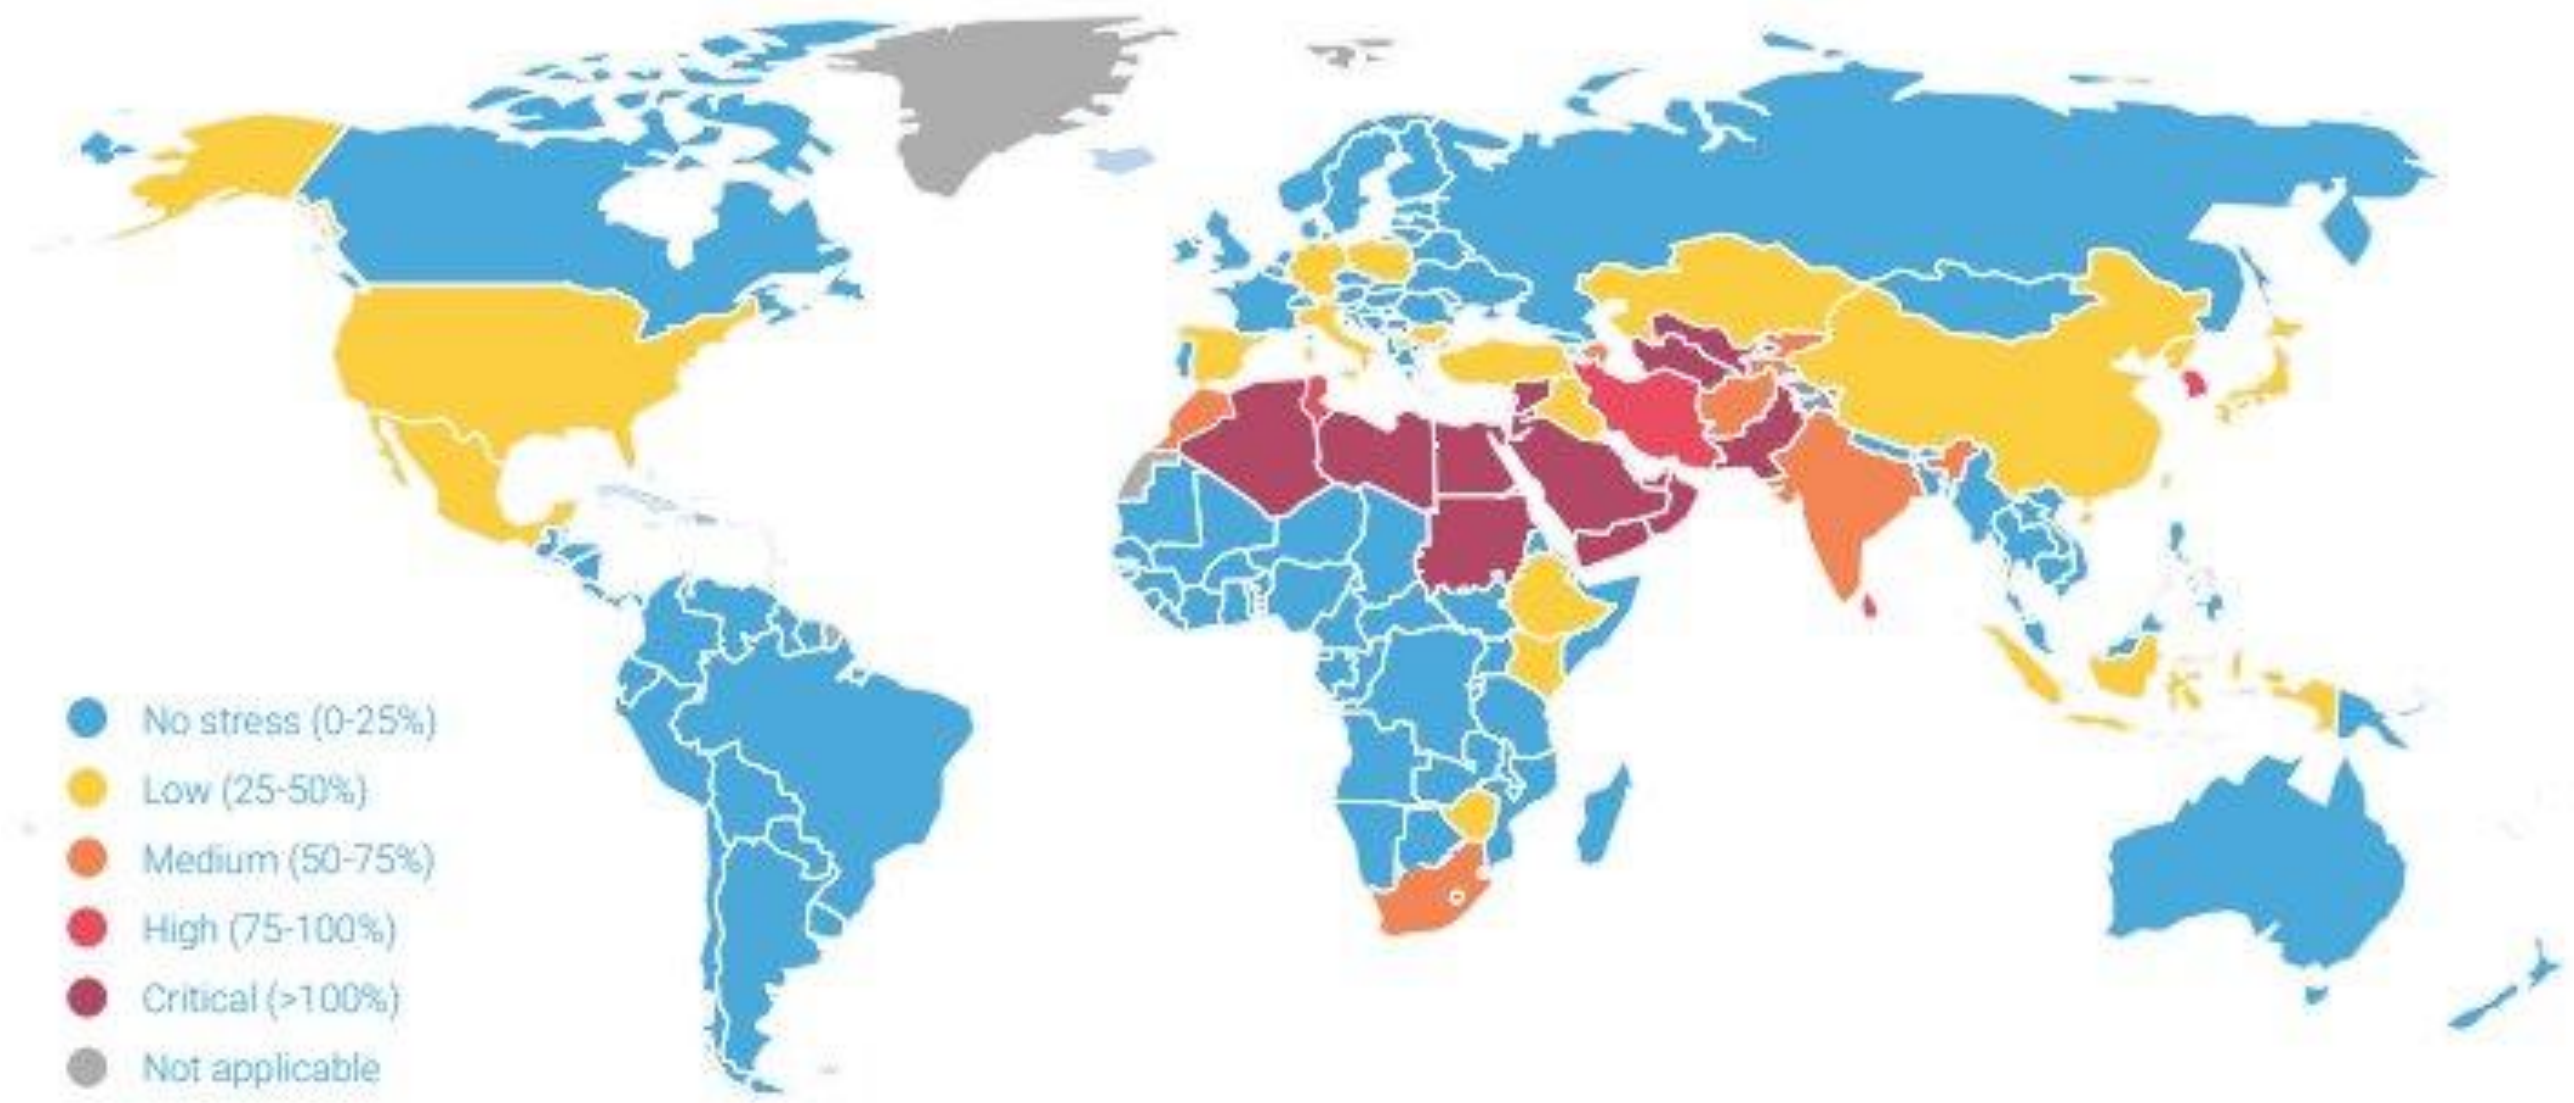 No stress (0-25%)
Low (25-50%)
Medium (50-75%)
High (75-100%)
Critical (>100%)
Not applicable